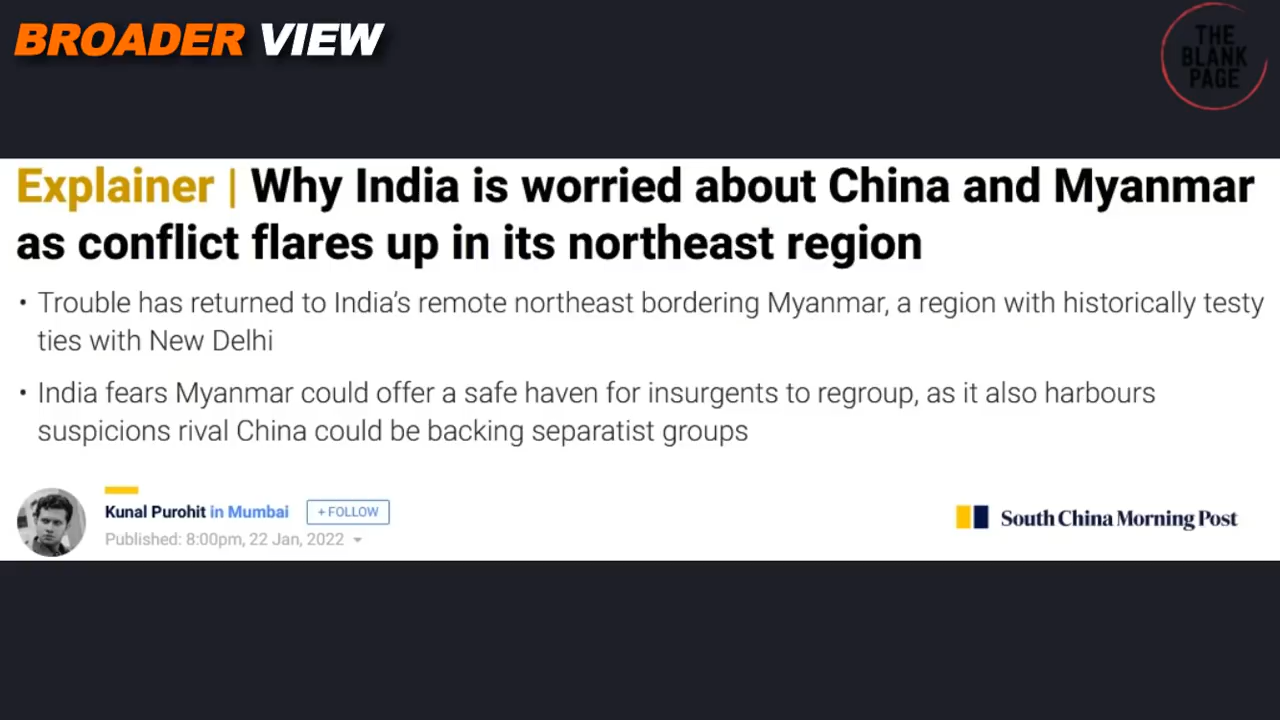 BROADER VIEW
THE
BLANK
PAGE
Explainer | Why India is worried about China and Myanmar
as conflict flares up in its northeast region
• Trouble has returned to India's remote northeast bordering Myanmar, a region with historically testy
ties with New Delhi
• India fears Myanmar could offer a safe haven for insurgents to regroup, as it also harbours
suspicions rival China could be backing separatist groups
Kunal Purohit in Mumbai
+ FOLLOW
Published: 8:00pm, 22 Jan, 2022
South China Morning Post